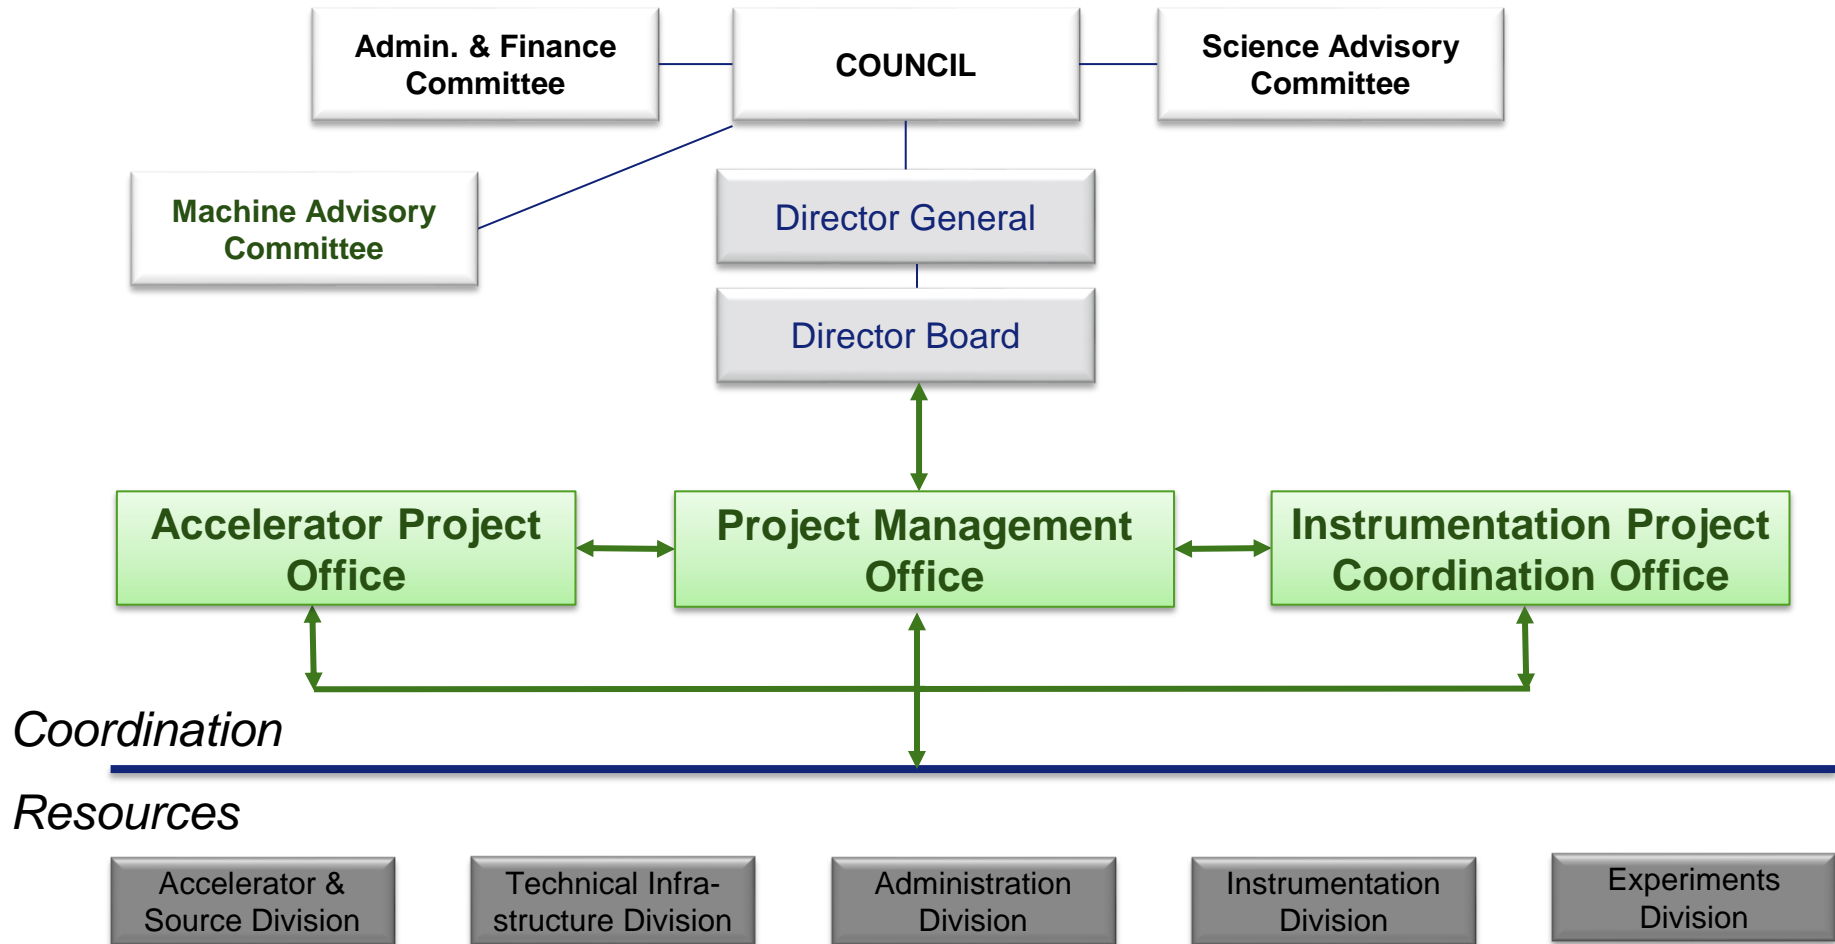 Admin. & Finance
Committee
COUNCIL
Science Advisory
Committee
Machine Advisory
Committee
Director General
Director Board
Accelerator Project
Office
Project Management
Office
Instrumentation Project
Coordination Office
Coordination
Resources
Accelerator &
Source Division
Technical Infra-
structure Division
Administration
Division
Instrumentation
Division
Experiments
Division